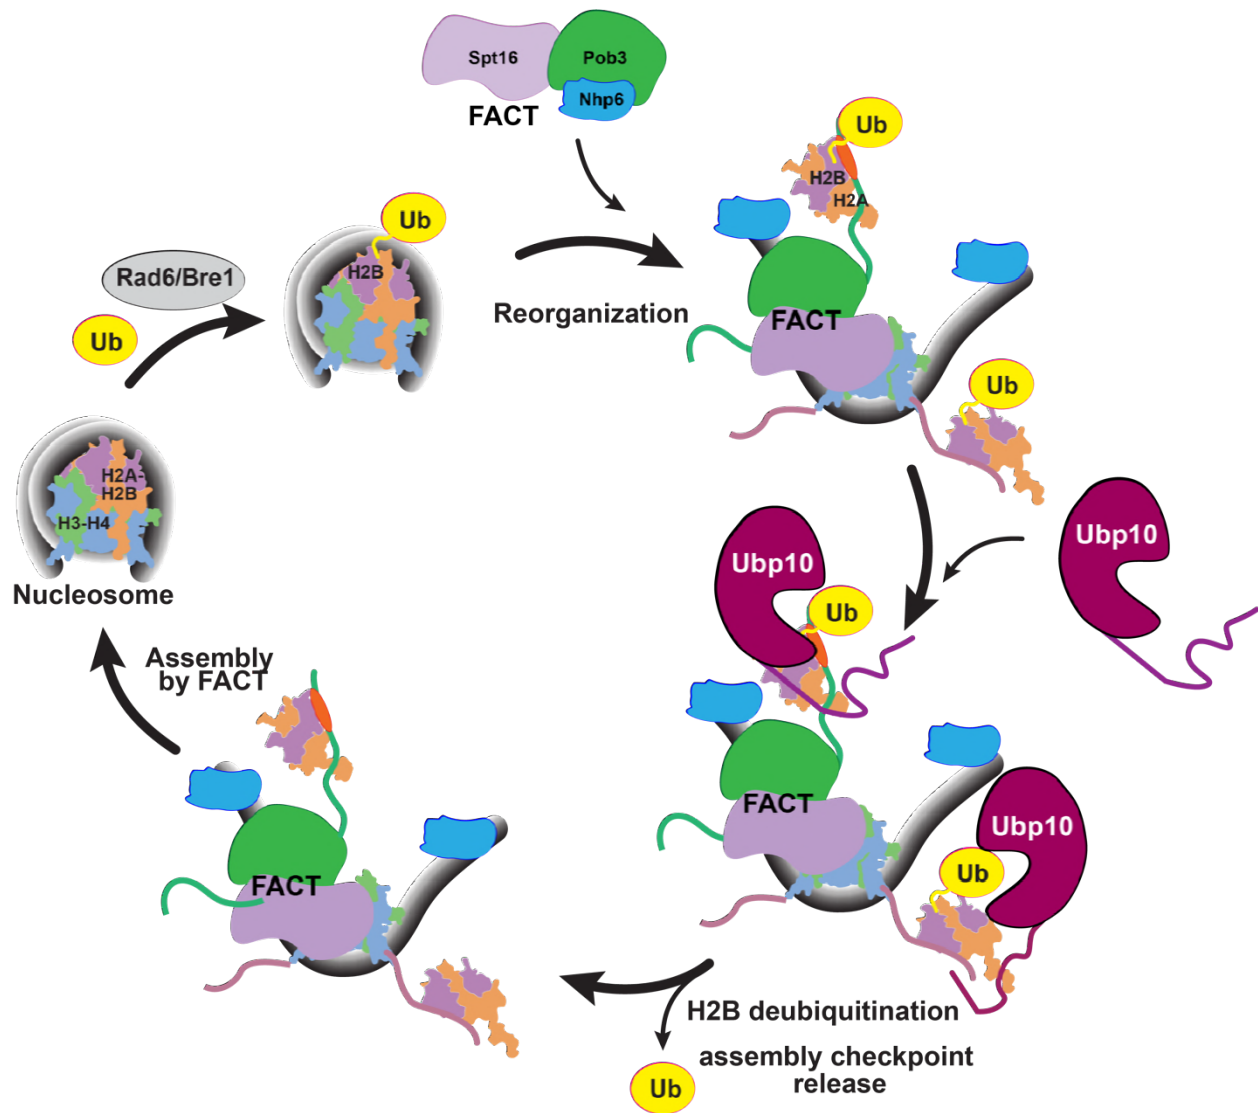 Spt16
Pob3
Nhp6
FACT
Ub
H2B
H2A
Ub
Rad6/Bre1
H2B
Ub
Reorganization
FACT
Ub
H2A-
H2B
H3-H4
Nucleosome
Ubp10
Ubp10
Ub
Assembly
by FACT
FACT
Ubp10
Ub
FACT
H2B deubiquitination
assembly checkpoint
release
Ub